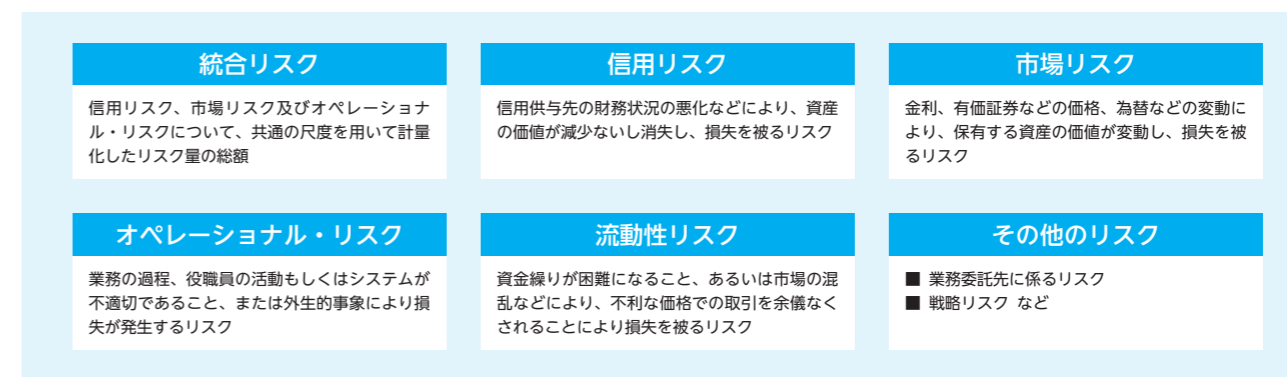 統合リスク
信用リスク、市場リスク及びオペレーショナ
ル・リスクについて、共通の尺度を用いて計量
化したリスク量の総額
信用リスク
信用供与先の財務状況の悪化などにより、資産
の価値が減少ないし消失し、損失を被るリスク
市場リスク
金利、有価証券などの価格、為替などの変動に
より、保有する資産の価値が変動し、損失を被
るリスク
オペレーショナル・リスク
業務の過程、役職員の活動もしくはシステムが
不適切であること、または外生的事象により損
失が発生するリスク
流動性リスク
資金繰りが困難になること、あるいは市場の混
乱などにより、不利な価格での取引を余儀なく
されることにより損失を被るリスク
その他のリスク
■ 業務委託先に係るリスク
■ 戦略リスク など